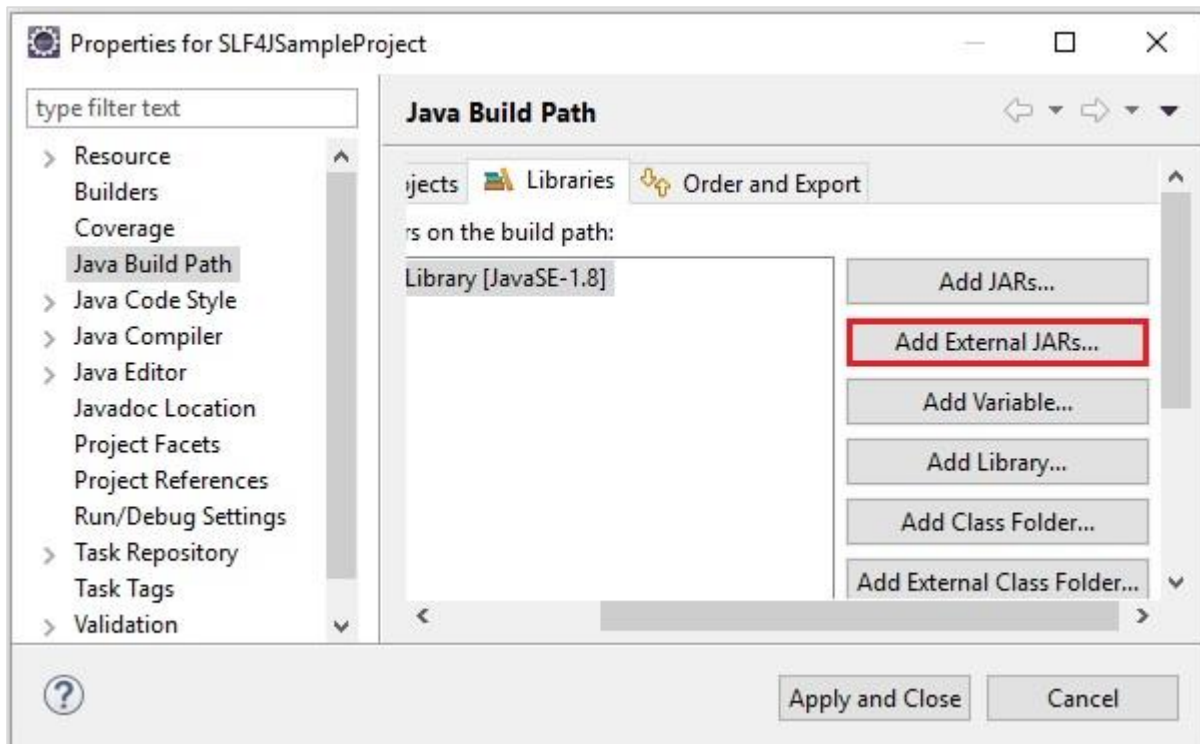 Properties for SLF4JSampleProject
type filter text
Resource
Builders
Coverage
Java Build Path
Java Code Style
Java Compiler
Java Editor
Javadoc Location
Project Facets
Project References
Run/Debug Settings
Task Repository
Task Tags
Validation
Java Build Path
jects Libraries Order and Export
rs on the build path:
Library [JavaSE-1.8]
Add JARs...
Add External JARs...
Add Variable...
Add Library...
Add Class Folder...
Add External Class Folder...
?
Apply and Close Cancel